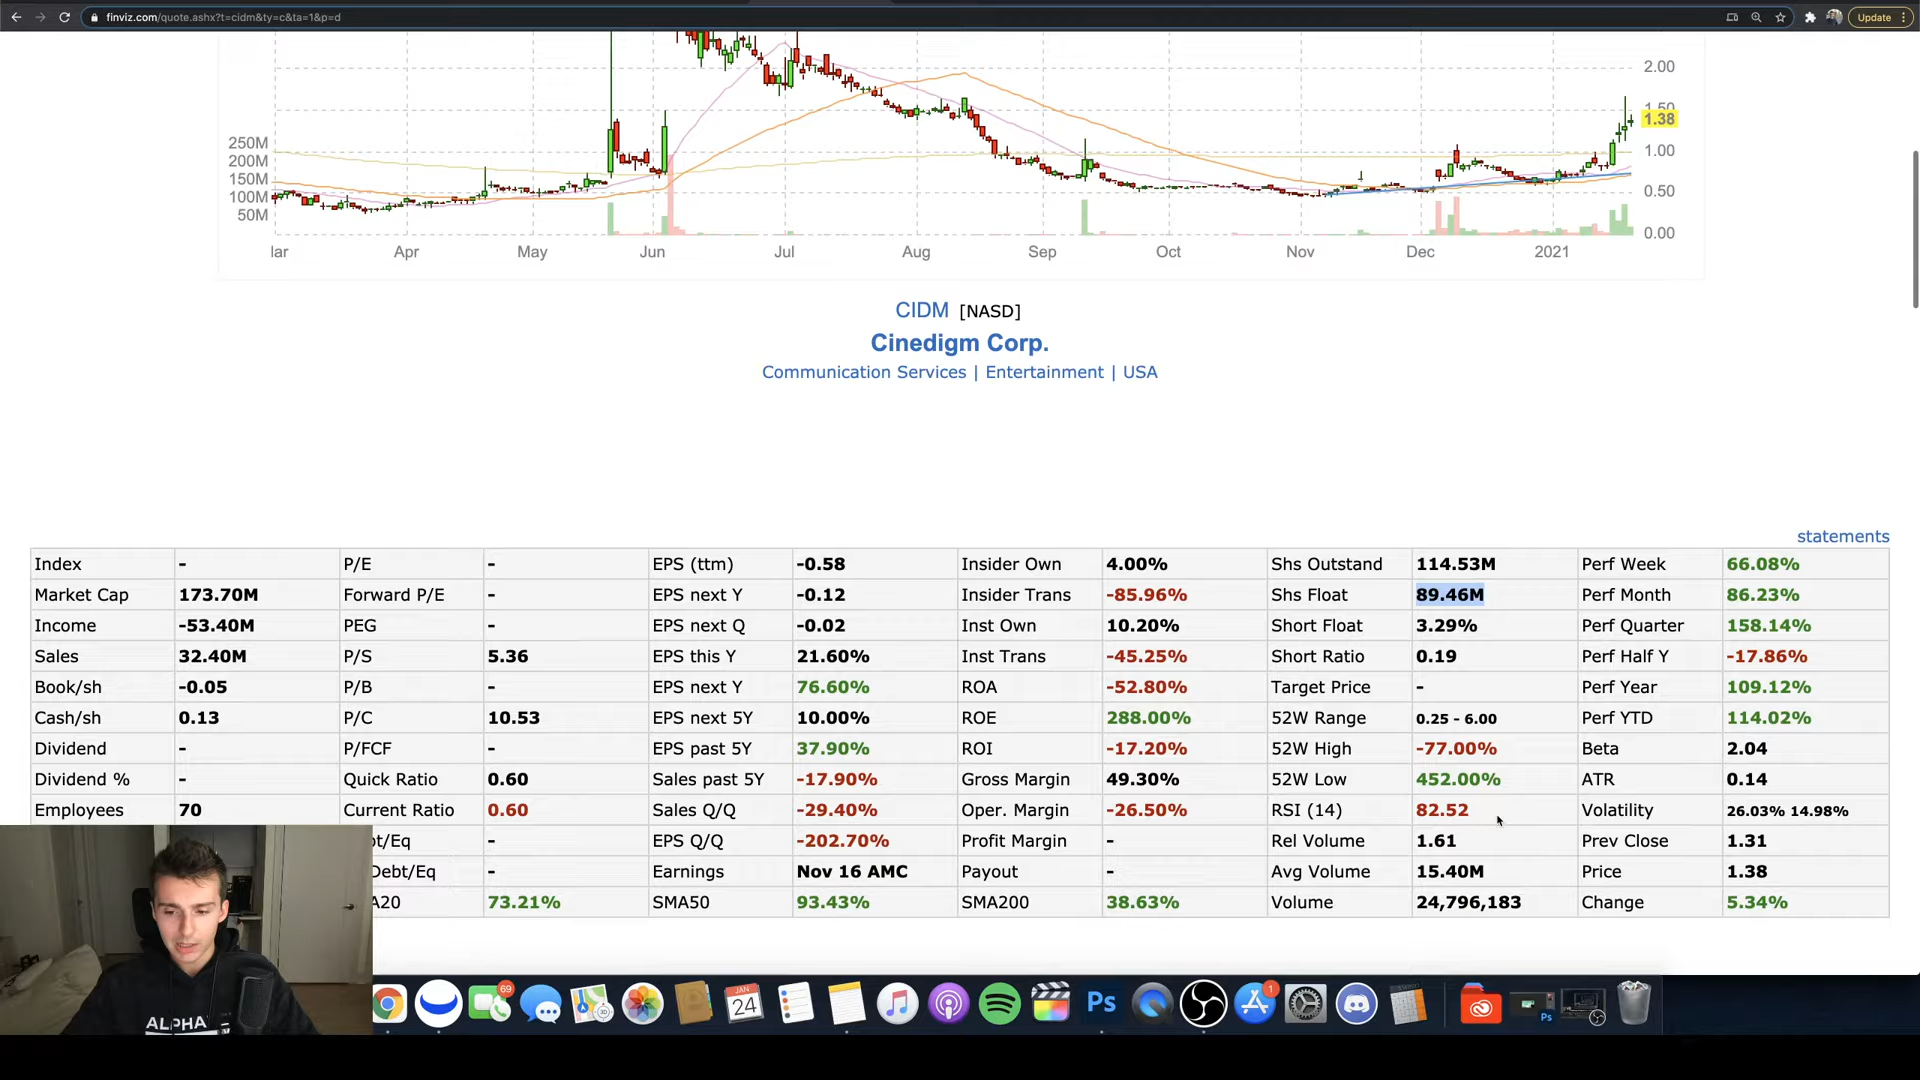 finviz.com/quote.ashx?t=cidm&ty=c&ta=1&p=d
Update
2.00
1.50
1.38
1.00
0.50
0.00
250M
200M
150M
100M
50M
Apr May Jun Jul Aug Sep Oct Nov Dec 2021
CIDM [NASD]
Cinedigm Corp.
Communication Services | Entertainment | USA
statements
Index - P/E - EPS (ttm) -0.58 Insider Own 4.00% Shs Outstand 114.53M Perf Week 66.08%
Market Cap 173.70M Forward P/E - EPS next Y -0.12 Insider Trans -85.96% Shs Float 89.46M Perf Month 86.23%
Income -53.40M PEG - EPS next Q -0.02 Inst Own 10.20% Short Float 3.29% Perf Quarter 158.14%
Sales 32.40M P/S 5.36 EPS this Y 21.60% Inst Trans -45.25% Short Ratio 0.19 Perf Half Y -17.86%
Book/sh -0.05 P/B - EPS next Y 76.60% ROA -52.80% Target Price - Perf Year 109.12%
Cash/sh 0.13 P/C 10.53 EPS next 5Y 10.00% ROE 288.00% 52W Range 0.25 - 6.00 Perf YTD 114.02%
Dividend - P/FCF - EPS past 5Y 37.90% ROI -17.20% 52W High -77.00% Beta 2.04
Dividend % - Quick Ratio 0.60 Sales past 5Y -17.90% Gross Margin 49.30% 52W Low 452.00% ATR 0.14
Employees 70 Current Ratio 0.60 Sales Q/Q -29.40% Oper. Margin -26.50% RSI (14) 82.52 Volatility 26.03% 14.98%
bt/Eq - EPS Q/Q -202.70% Profit Margin - Rel Volume 1.61 Prev Close 1.31
Debt/Eq - Earnings Nov 16 AMC Payout - Avg Volume 15.40M Price 1.38
A20 73.21% SMA50 93.43% SMA200 38.63% Volume 24,796,183 Change 5.34%
69
JAN
24
Ps
1
Ps
ALPHA